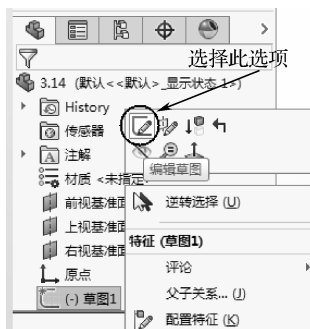 选择此选项
3.14 (默认<<默认>_显示状态 1>)
History
传感器
注解
编辑草图
材质 <未指定>
前视基准面
逆转选择 (U)
上视基准面
特征 (草图1)
右视基准面
评论
原点
父子关系... (J)
(-) 草图1
配置特征 (K)